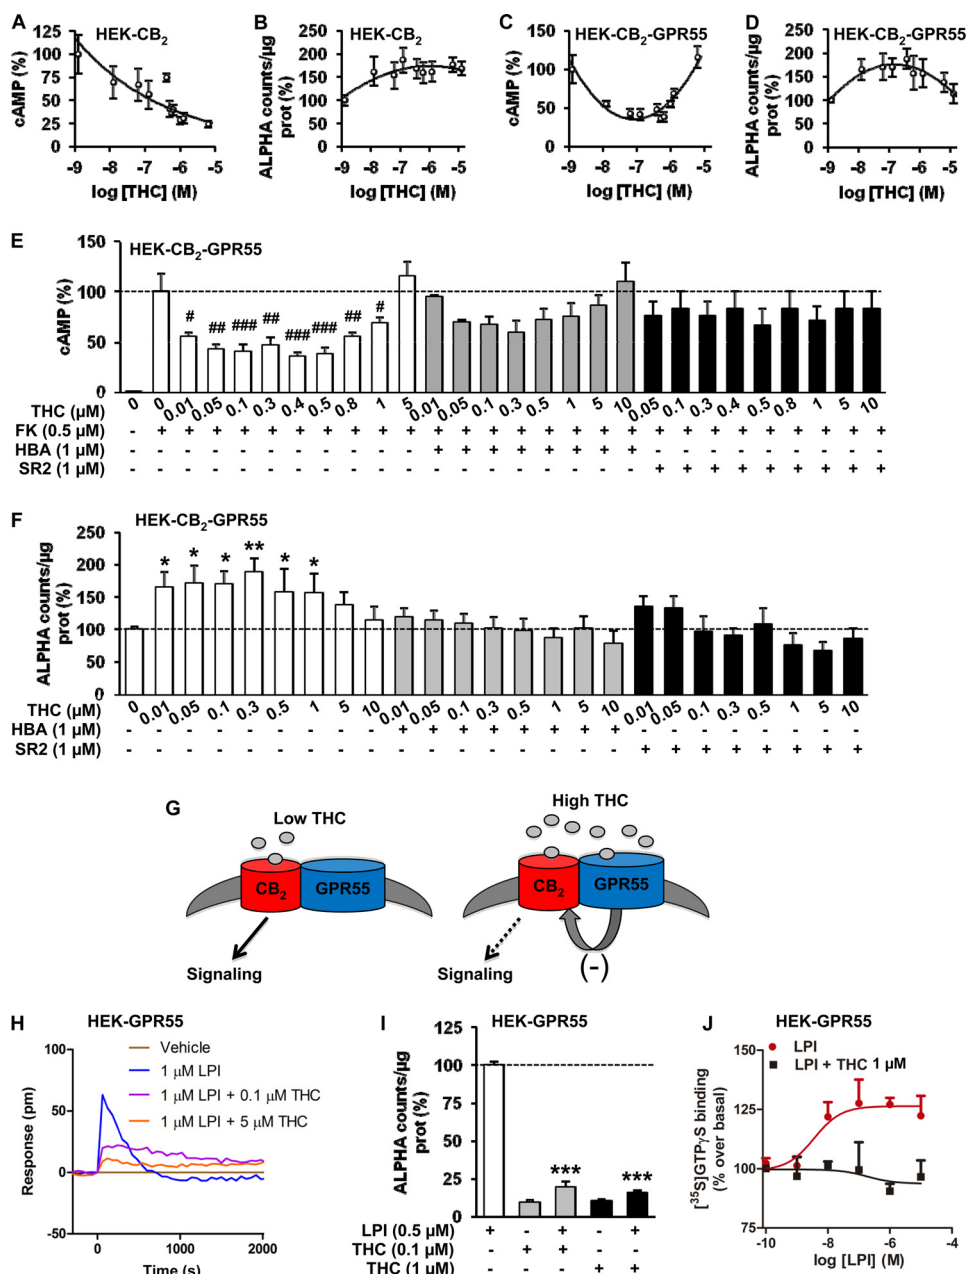 A
HEK-CB2
cAMP (%)
125
100
75
50
25
0
-9 -8 -7 -6 -5
log [THC] (M)
B
HEK-CB2
ALPHA counts/µg
prot (%)
250
200
150
100
50
0
-9 -8 -7 -6 -5
log [THC] (M)
C
HEK-CB2-GPR55
cAMP (%)
150
100
50
0
-9 -8 -7 -6 -5
log [THC] (M)
D
HEK-CB2-GPR55
ALPHA counts/µg
prot (%)
250
200
150
100
50
0
-9 -8 -7 -6 -5
log [THC] (M)
E
HEK-CB2-GPR55
cAMP (%)
150
100
50
0
# ## ### ## ### ### ## #
THC (µM) 0 0 0.01 0.05 0.1 0.3 0.4 0.5 0.8 1 5 0.01 0.05 0.1 0.3 0.5 1 5 10 0.05 0.1 0.3 0.4 0.5 0.8 1 5 10
FK (0.5 µM) - + + + + + + + + + + + + + + + + + + + + + + + + + + +
HBA (1 µM) - - - - - - - - - - - + + + + + + + + - - - - - - - - -
SR2 (1 µM) - - - - - - - - - - - - - - - - - - - + + + + + + + + +
F
HEK-CB2-GPR55
ALPHA counts/µg
prot (%)
250
200
150
100
50
0
* * * ** * *
THC (µM) 0 0.01 0.05 0.1 0.3 0.5 1 5 10 0.01 0.05 0.1 0.3 0.5 1 5 10 0.01 0.05 0.1 0.3 0.5 1 5 10
HBA (1 µM) - - - - - - - - - + + + + + + + + - - - - - - - -
SR2 (1 µM) - - - - - - - - - - - - - - - - - + + + + + + + +
G
Low THC
CB2
GPR55
Signaling
High THC
CB2
GPR55
Signaling
(-)
H
HEK-GPR55
Vehicle
1 µM LPI
1 µM LPI + 0.1 µM THC
1 µM LPI + 5 µM THC
Response (pm)
100
50
0
-50
0 1000 2000
Time (s)
I
HEK-GPR55
ALPHA counts/µg
prot (%)
125
100
75
50
25
0
*** ***
LPI (0.5 µM) + - + - +
THC (0.1 µM) - + + - -
THC (1 µM) - - - + +
J
HEK-GPR55
LPI
LPI + THC 1 µM
[35S]GTPγS binding
(% over basal)
150
125
100
75
-10 -8 -6 -4
log [LPI] (M)